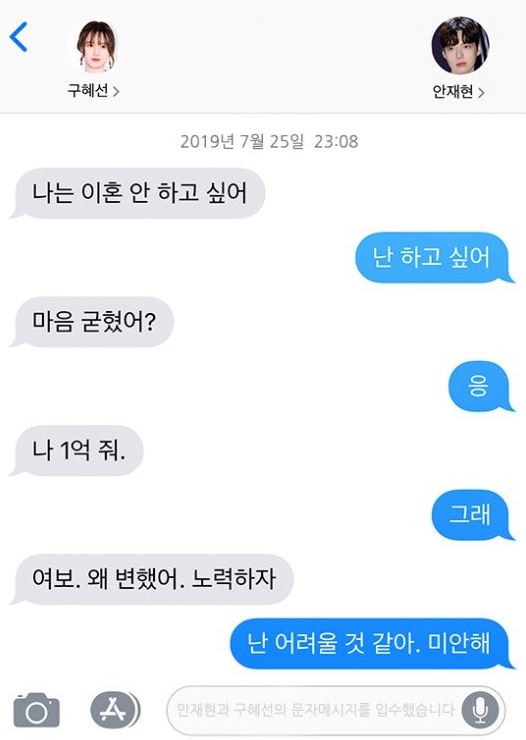 구혜선 >
안재현 >
2019년 7월 25일 23:08
나는 이혼 안 하고 싶어
난 하고 싶어
마음 굳혔어?
응
나 1억 줘.
그래
여보. 왜 변했어. 노력하자
난 어려울 것 같아. 미안해
안재현과 구혜선의 문자메시지를 입수했습니다